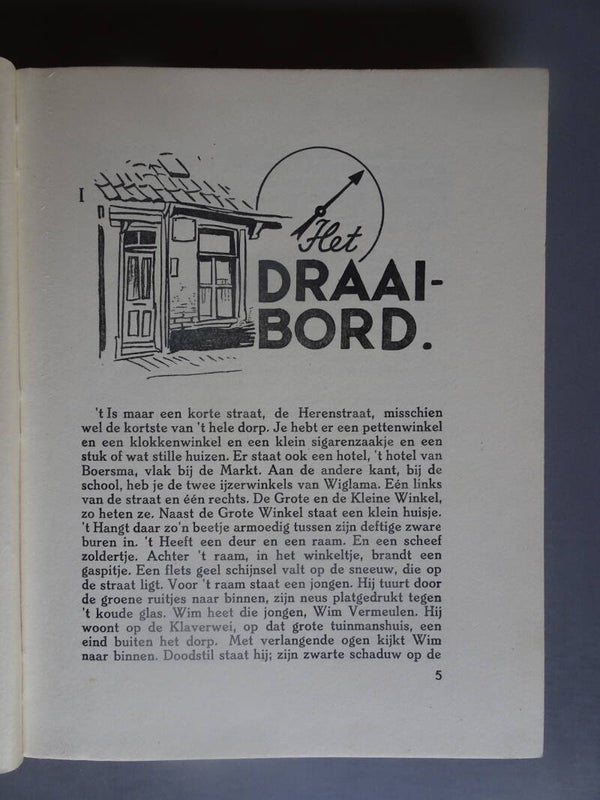 I
Het
DRAAI-
BORD.
't Is maar een korte straat, de Herenstraat, misschien
wel de kortste van 't hele dorp. Je hebt er een pettenwinkel
en een klokkenwinkel en een klein sigarenzaakje en een
stuk of wat stille huizen. Er staat ook een hotel, 't hotel van
Boersma, vlak bij de Markt. Aan de andere kant, bij de
school, heb je de twee ijzerwinkels van Wiglama. Eén links
van de straat en één rechts. De Grote en de Kleine Winkel,
zo heten ze. Naast de Grote Winkel staat een klein huisje.
't Hangt daar zo'n beetje armoedig tussen zijn deftige zware
buren in. 't Heeft een deur en een raam. En een scheef
zoldertje. Achter 't raam, in het winkeltje, brandt een
gaspitje. Een flets geel schijnsel valt op de sneeuw, die op
de straat ligt. Voor 't raam staat een jongen. Hij tuurt door
de groene ruitjes naar binnen, zijn neus platgedrukt tegen
't koude glas. Wim heet die jongen, Wim Vermeulen. Hij
woont op de Klaverwei, op dat grote tuinmanshuis, een
eind buiten het dorp. Met verlangende ogen kijkt Wim
naar binnen. Doodstil staat hij; zijn zwarte schaduw op de
5